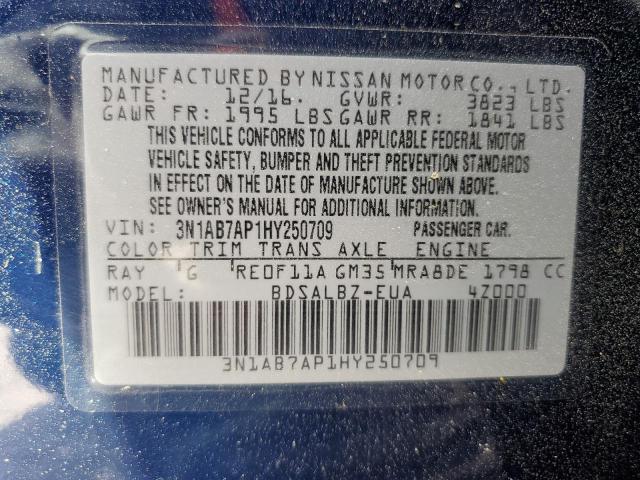 MANUFACTURED BY NISSAN MOTOR CO., LTD.
DATE: 12/16. GVWR: 3823 LBS
GAWR FR: 1995 LBS GAWR RR: 1841 LBS
THIS VEHICLE CONFORMS TO ALL APPLICABLE FEDERAL MOTOR
VEHICLE SAFETY, BUMPER AND THEFT PREVENTION STANDARDS
IN EFFECT ON THE DATE OF MANUFACTURE SHOWN ABOVE.
SEE OWNER'S MANUAL FOR ADDITIONAL INFORMATION.
VIN: 3N1AB7AP1HY250709 PASSENGER CAR.
COLOR TRIM TRANS AXLE ENGINE
RAY G RE0F11A GM35 MRA8DE 1798 CC
MODEL: BDSALBZ-EUA 4Z000
3N1AB7AP1HY250709